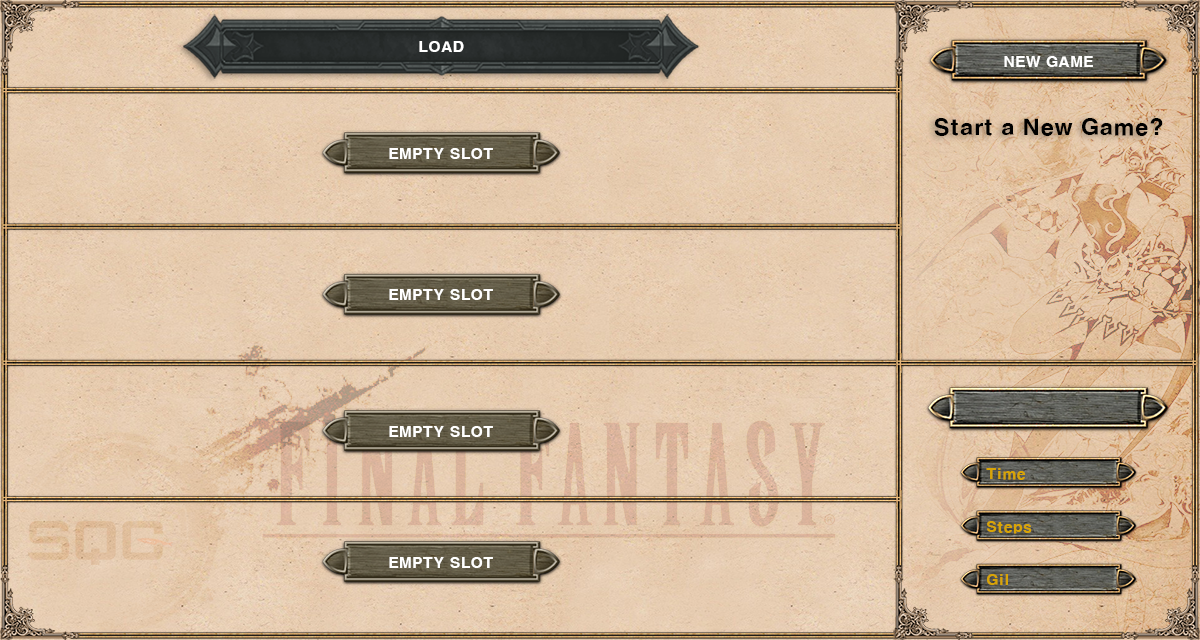 LOAD
EMPTY SLOT
EMPTY SLOT
EMPTY SLOT
EMPTY SLOT
FINAL FANTASY
SQG
NEW GAME
Start a New Game?
Time
Steps
Gil